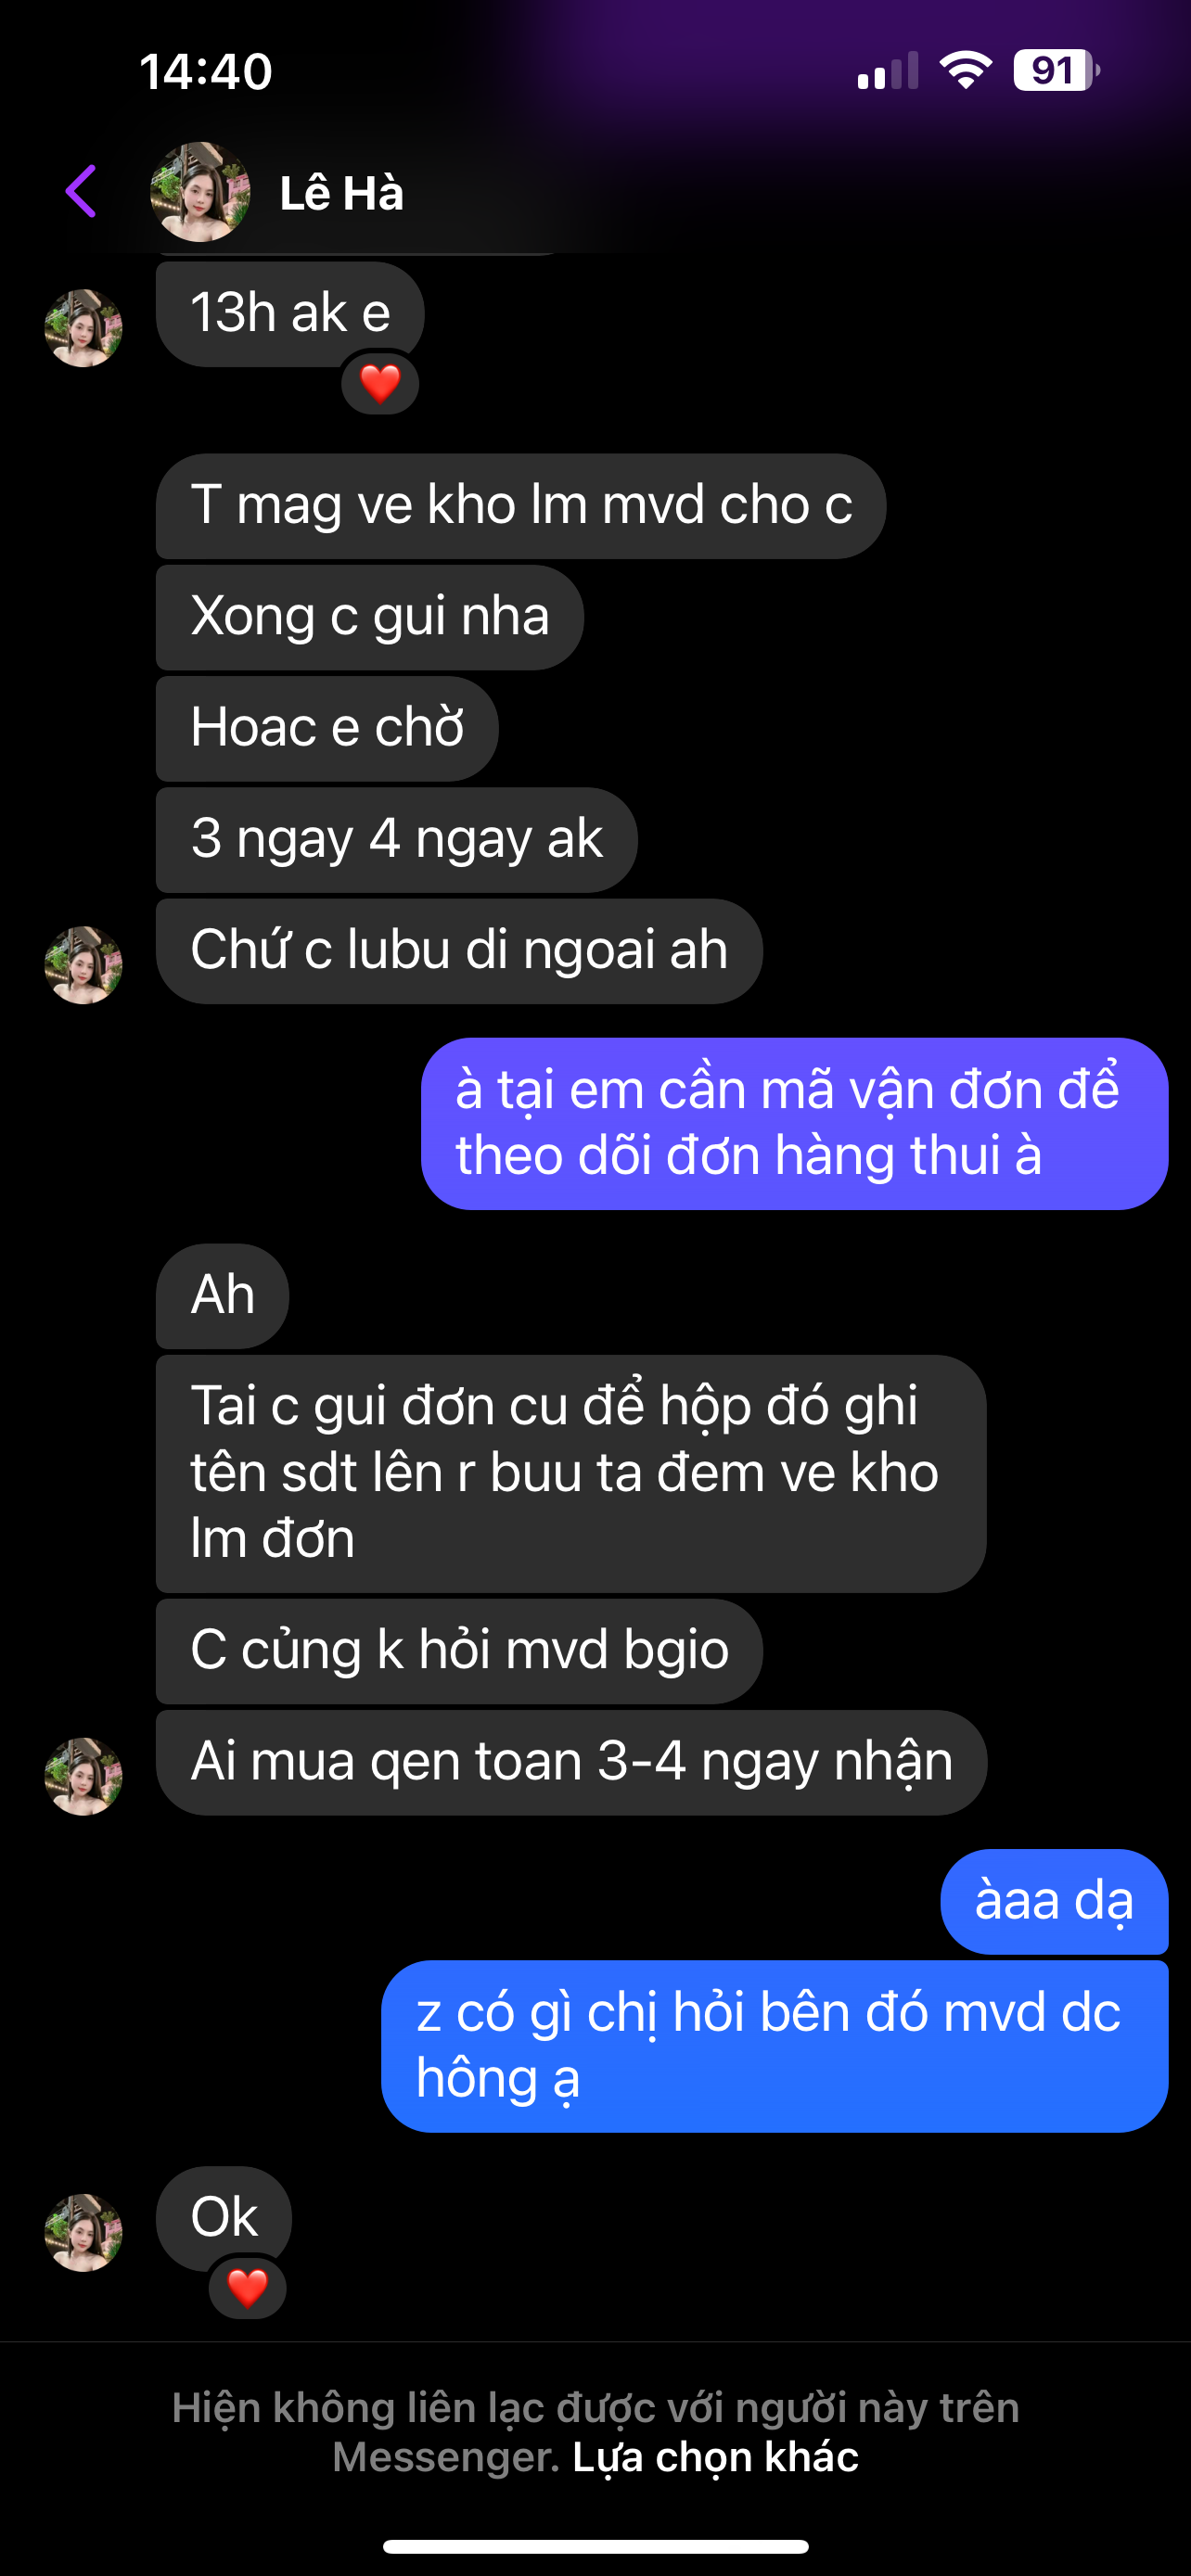 14:40
91
Lê Hà
13h ak e
T mag ve kho lm mvd cho c
Xong c gui nha
Hoac e chờ
3 ngay 4 ngay ak
Chứ c lubu di ngoai ah
à tại em cần mã vận đơn để
theo dõi đơn hàng thui à
Ah
Tai c gui đơn cu để hộp đó ghi
tên sdt lên r buu ta đem ve kho
lm đơn
C củng k hỏi mvd bgio
Ai mua qen toan 3-4 ngay nhận
àaa dạ
z có gì chị hỏi bên đó mvd dc
hông ạ
Ok
Hiện không liên lạc được với người này trên
Messenger. Lựa chọn khác